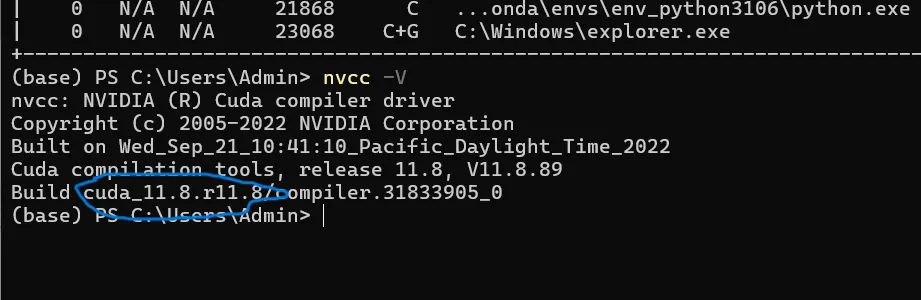 | 0 N/A N/A 21868 C ...onda\envs\env_python3106\python.exe
| 0 N/A N/A 23068 C+G C:\Windows\explorer.exe
+-----------------------------------------------------------------------------
(base) PS C:\Users\Admin> nvcc -V
nvcc: NVIDIA (R) Cuda compiler driver
Copyright (c) 2005-2022 NVIDIA Corporation
Built on Wed_Sep_21_10:41:10_Pacific_Daylight_Time_2022
Cuda compilation tools, release 11.8, V11.8.89
Build cuda_11.8.r11.8/compiler.31833905_0
(base) PS C:\Users\Admin>